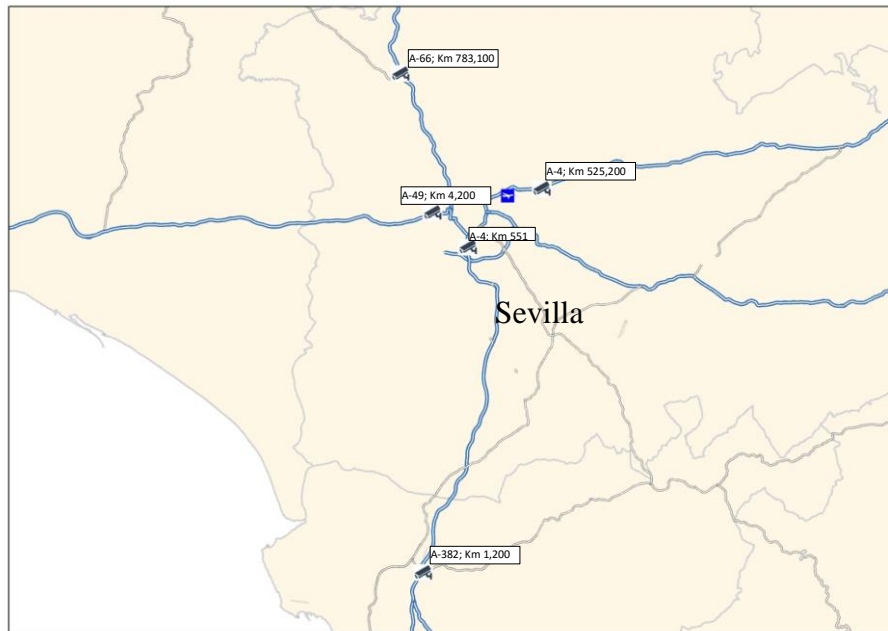 A-66; Km 783,100
A-4; Km 525,200
A-49; Km 4,200
A-4; Km 551
Sevilla
A-382; Km 1,200